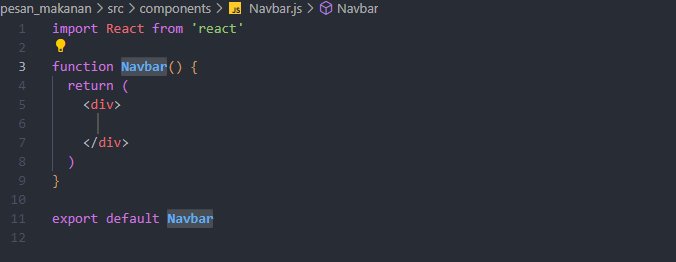 pesan_makanan > src > components > JS Navbar.js > Navbar
1 import React from 'react'
2
3 function Navbar() {
4 return (
5 <div>
6
7 </div>
8 )
9 }
10
11 export default Navbar
12